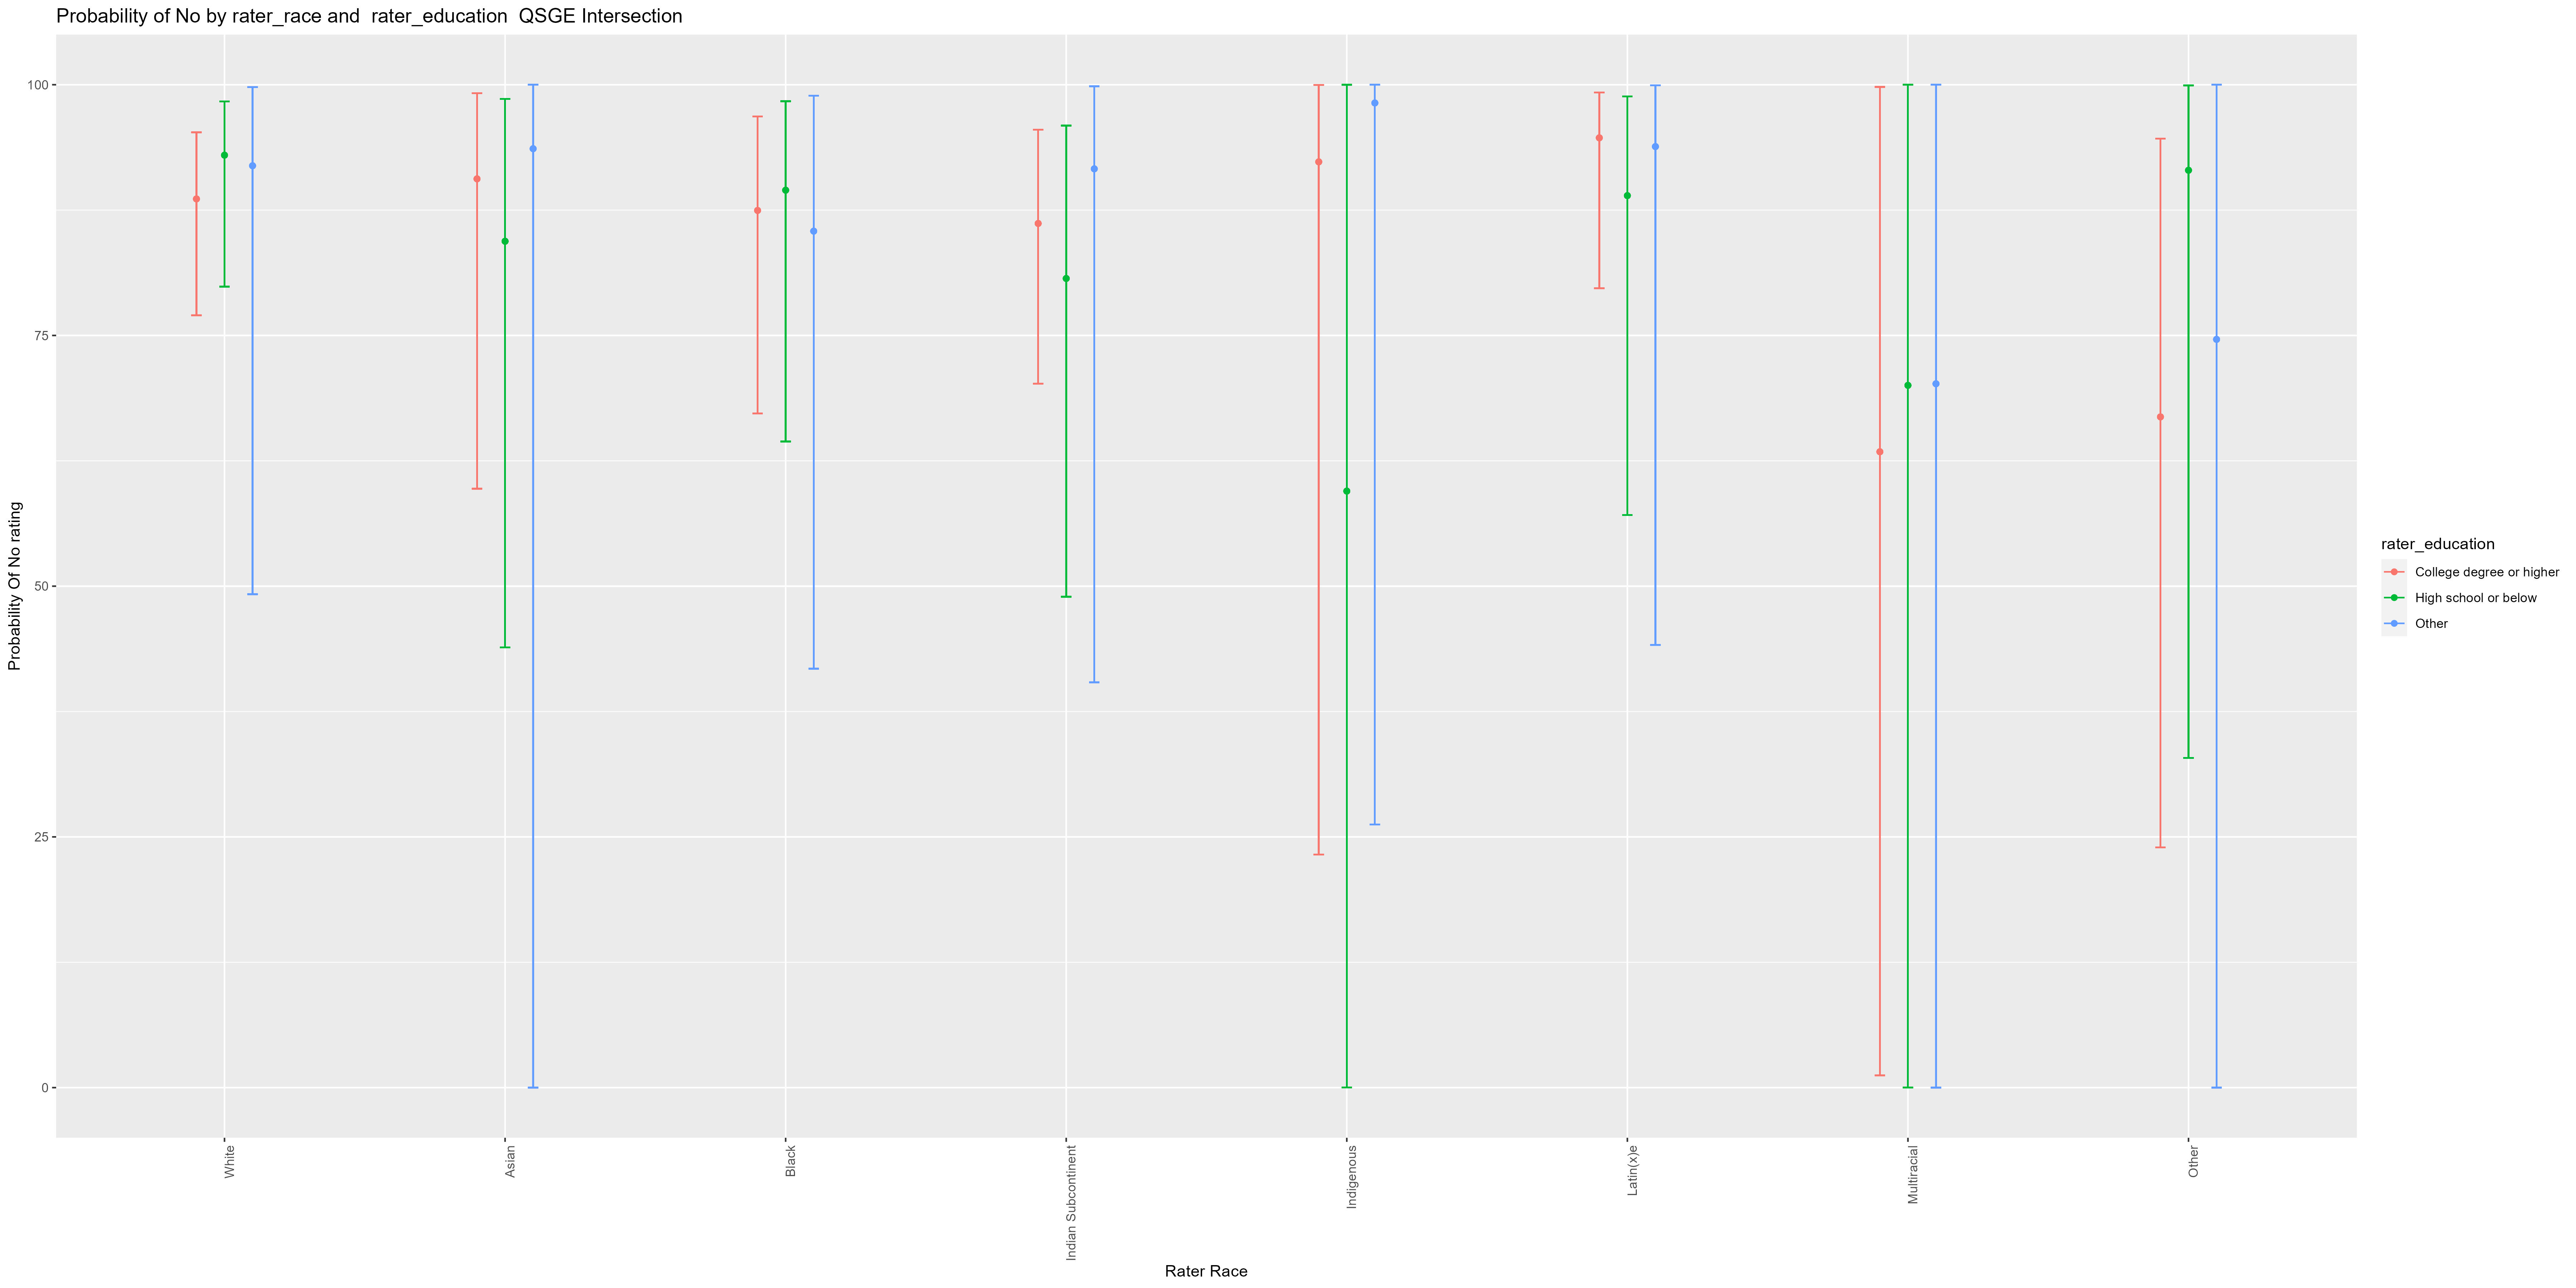 Probability of No by rater_race and  rater_education  QSGE Intersection
Probability Of No rating
100
75
50
25
0
White
Asian
Black
Indian Subcontinent
Indigenous
Latin(x)e
Multiracial
Other
Rater Race
rater_education
College degree or higher
High school or below
Other